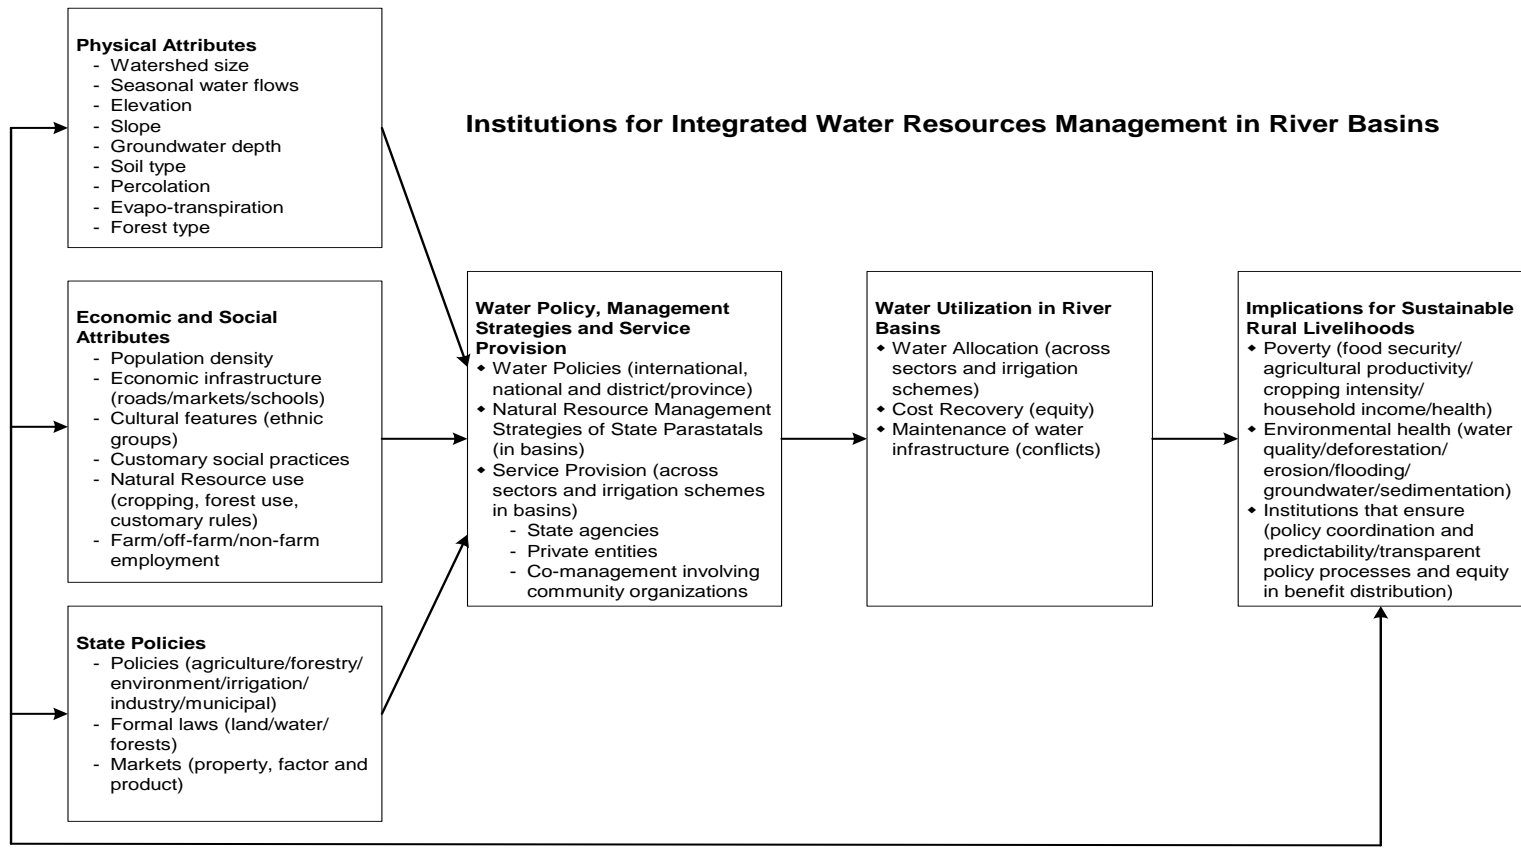 Physical Attributes
- Watershed size
- Seasonal water flows
- Elevation
- Slope
- Groundwater depth
- Soil type
- Percolation
- Evapo-transpiration
- Forest type
Institutions for Integrated Water Resources Management in River Basins
Economic and Social
Attributes
- Population density
- Economic infrastructure
(roads/markets/schools)
- Cultural features (ethnic
groups)
- Customary social practices
- Natural Resource use
(cropping, forest use,
customary rules)
- Farm/off-farm/non-farm
employment
State Policies
- Policies (agriculture/forestry/
environment/irrigation/
industry/municipal)
- Formal laws (land/water/
forests)
- Markets (property, factor and
product)
Water Policy, Management
Strategies and Service
Provision
◆ Water Policies (international,
national and district/province)
◆ Natural Resource Management
Strategies of State Parastatals
(in basins)
◆ Service Provision (across
sectors and irrigation schemes
in basins)
- State agencies
- Private entities
- Co-management involving
community organizations
Water Utilization in River
Basins
◆ Water Allocation (across
sectors and irrigation
schemes)
◆ Cost Recovery (equity)
◆ Maintenance of water
infrastructure (conflicts)
Implications for Sustainable
Rural Livelihoods
◆ Poverty (food security/
agricultural productivity/
cropping intensity/
household income/health)
◆ Environmental health (water
quality/deforestation/
erosion/flooding/
groundwater/sedimentation)
◆ Institutions that ensure
(policy coordination and
predictability/transparent
policy processes and equity
in benefit distribution)